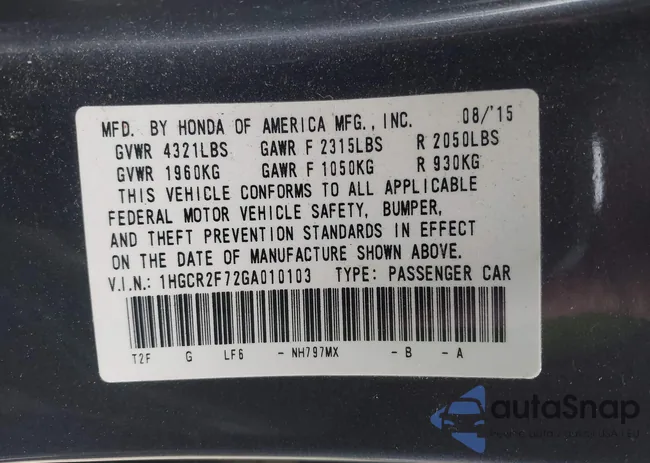 MFD. BY HONDA OF AMERICA MFG., INC. 08/'15
GVWR 4321LBS GAWR F 2315LBS R 2050LBS
GVWR 1960KG GAWR F 1050KG R 930KG
THIS VEHICLE CONFORMS TO ALL APPLICABLE
FEDERAL MOTOR VEHICLE SAFETY, BUMPER,
AND THEFT PREVENTION STANDARDS IN EFFECT
ON THE DATE OF MANUFACTURE SHOWN ABOVE.
V.I.N.: 1HGCR2F72GA010103 TYPE: PASSENGER CAR
T2F G LF6 - NH797MX - B - A
autoSnap